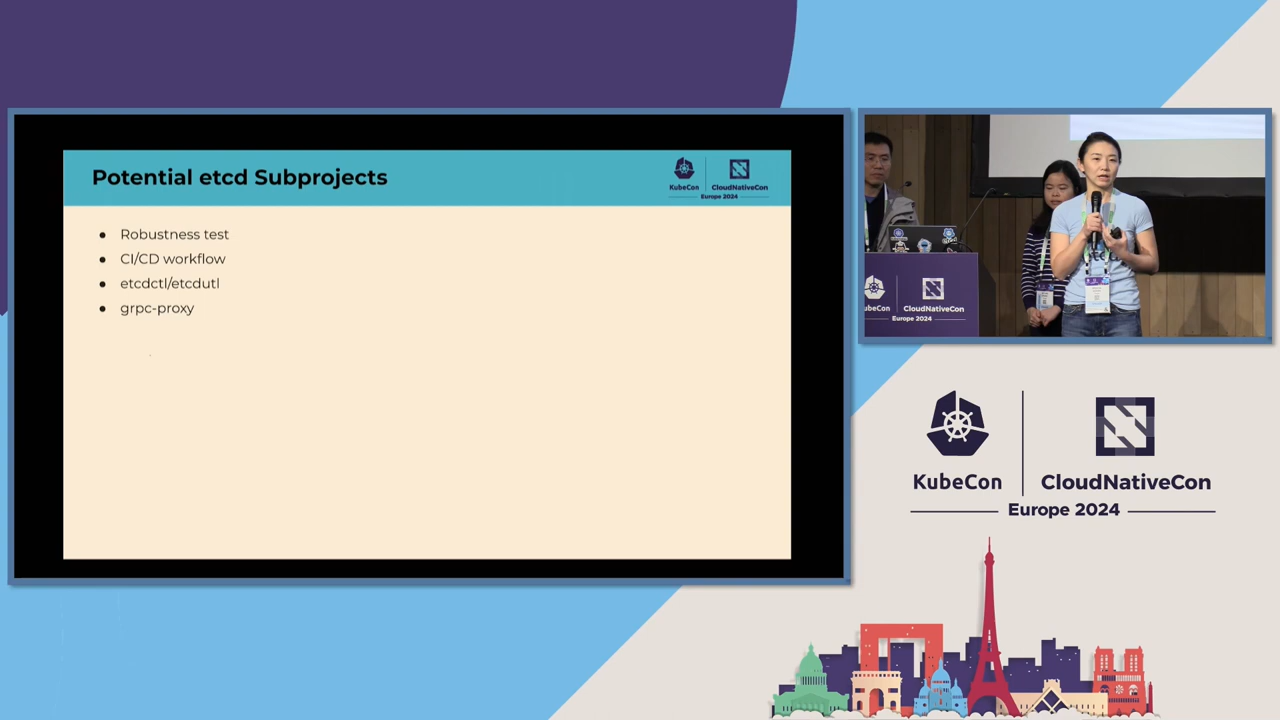 Potential etcd Subprojects
KubeCon
CloudNativeCon
Europe 2024
Robustness test
CI/CD workflow
etcdctl/etcdutl
grpc-proxy
CloudNativeCon
Europe 2024
KubeCon
CloudNativeCon
Europe 2024